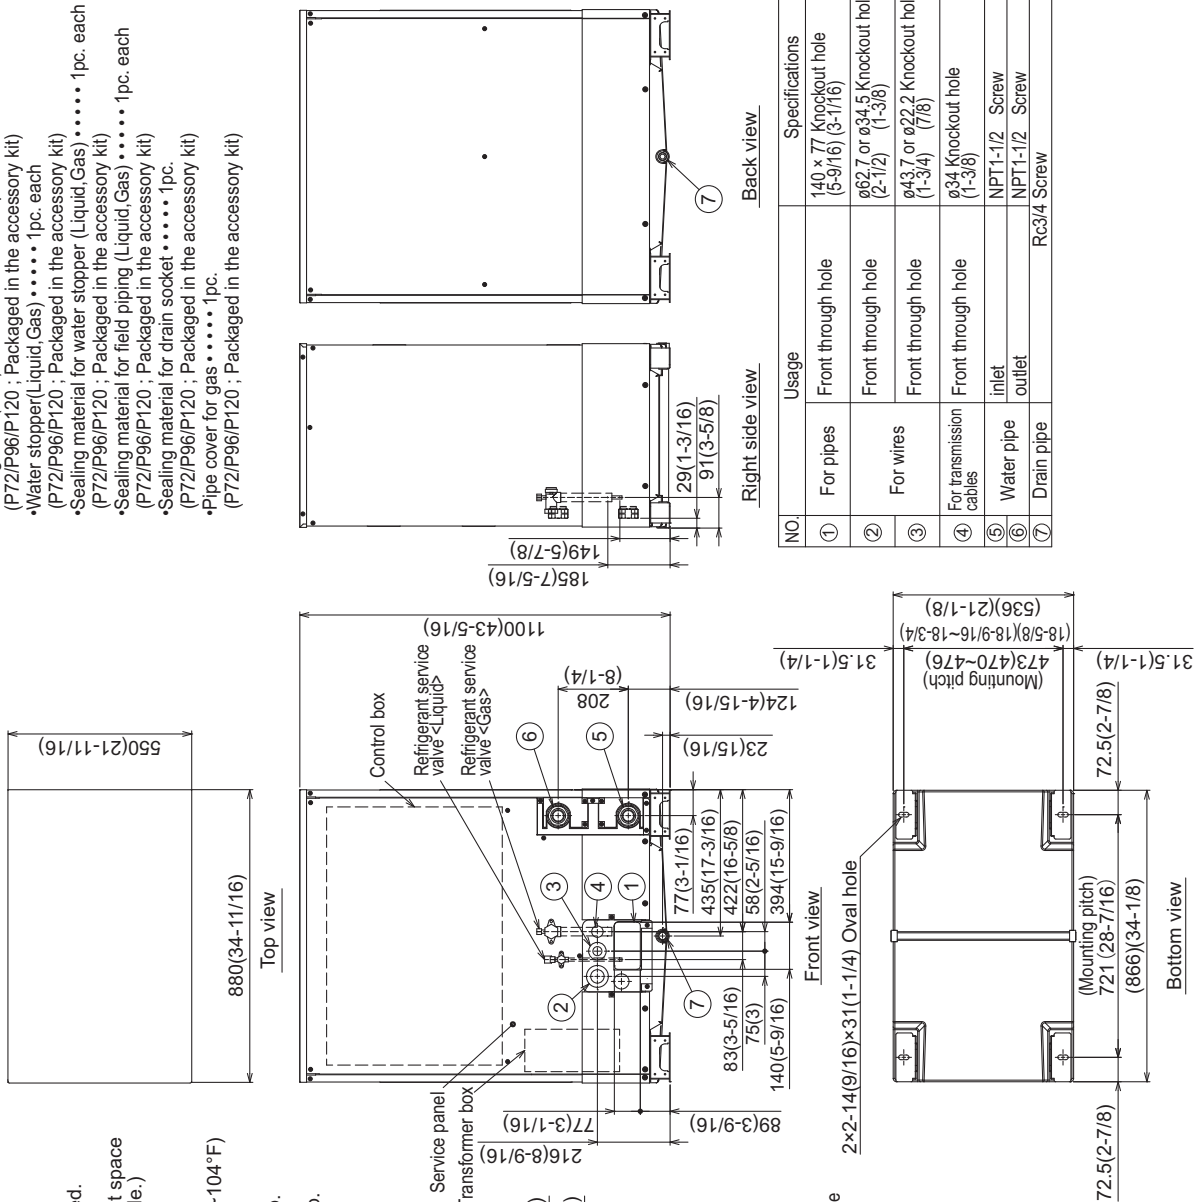 (P72/P96/P120 ; Packaged in the accessory kit)
•Water stopper(Liquid,Gas) • • • • • 1pc. each
(P72/P96/P120 ; Packaged in the accessory kit)
•Sealing material for water stopper (Liquid,Gas) • • • • • 1pc. each
(P72/P96/P120 ; Packaged in the accessory kit)
•Sealing material for field piping (Liquid,Gas) • • • • • 1pc. each
(P72/P96/P120 ; Packaged in the accessory kit)
•Sealing material for drain socket • • • • • 1pc.
(P72/P96/P120 ; Packaged in the accessory kit)
•Pipe cover for gas • • • • • 1pc.
(P72/P96/P120 ; Packaged in the accessory kit)
550(21-11/16)
880(34-11/16)
Top view
Service panel
Transformer box
Control box
Refrigerant service
valve <Liquid>
Refrigerant service
valve <Gas>
1100(43-5/16)
208
(8-1/4)
124(4-15/16)
23(15/16)
77(3-1/16)
435(17-3/16)
422(16-5/8)
58(2-5/16)
394(15-9/16)
83(3-5/16)
75(3)
140(5-9/16)
77(3-1/16)
216(8-9/16)
89(3-9/16)
①
②
③
④
⑤
⑥
⑦
Front view
185(7-5/16)
149(5-7/8)
29(1-3/16)
91(3-5/8)
Right side view
⑦
Back view
2×2-14(9/16)×31(1-1/4) Oval hole
31.5(1-1/4)
(Mounting pitch)
473(470~476)
(18-5/8)(18-9/16~18-3/4)
(536)(21-1/8)
31.5(1-1/4)
72.5(2-7/8)
(Mounting pitch)
721 (28-7/16)
(866)(34-1/8)
72.5(2-7/8)
Bottom view
NO. Usage Specifications
① For pipes Front through hole 140 × 77 Knockout hole
(5-9/16) (3-1/16)
② For wires Front through hole ø62.7 or ø34.5 Knockout
(2-1/2) (1-3/8)
③ Front through hole ø43.7 or ø22.2 Knockout
(1-3/4) (7/8)
④ For transmission
cables Front through hole ø34 Knockout hole
(1-3/8)
⑤ Water pipe inlet NPT1-1/2 Screw
⑥ outlet NPT1-1/2 Screw
⑦ Drain pipe Rc3/4 Screw
space
104°F)